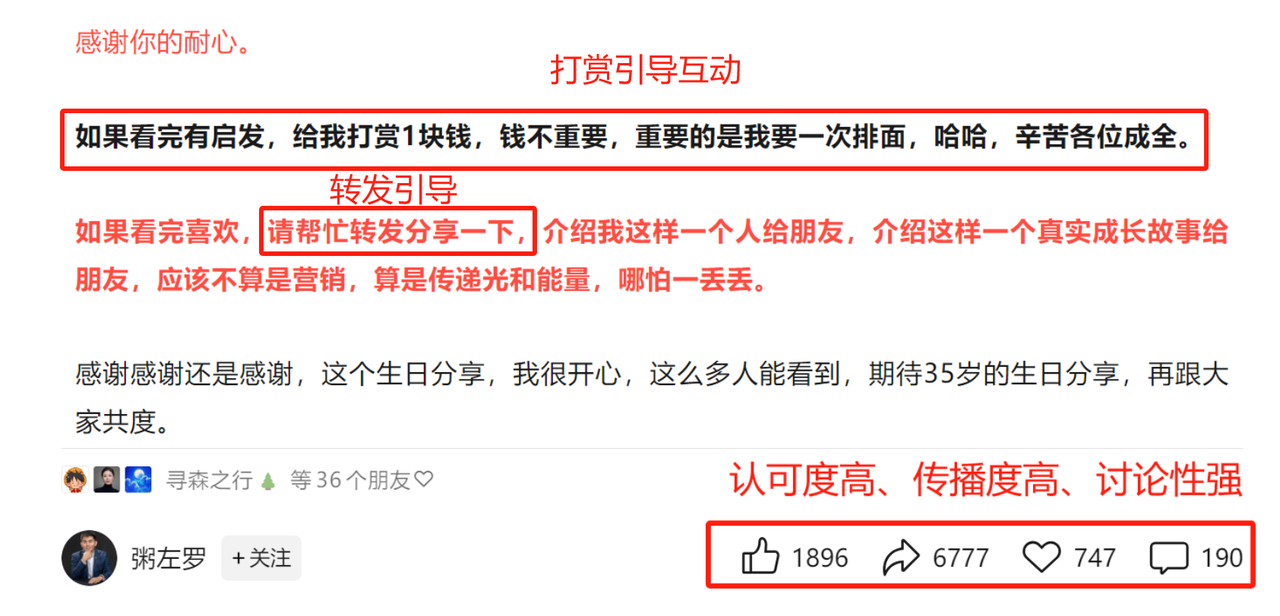 感谢你的耐心。
打赏引导互动
如果看完有启发，给我打赏1块钱，钱不重要，重要的是我要一次排面，哈哈，辛苦各位成全。
转发引导
如果看完喜欢，请帮忙转发分享一下，介绍我这样一个人给朋友，介绍这样一个真实成长故事给
朋友，应该不算是营销，算是传递光和能量，哪怕一丢丢。
感谢感谢还是感谢，这个生日分享，我很开心，这么多人能看到，期待35岁的生日分享，再跟大
家共度。
寻森之行🌲 等36个朋友♡
认可度高、传播度高、讨论性强
粥左罗 +关注 1896 6777 747 190